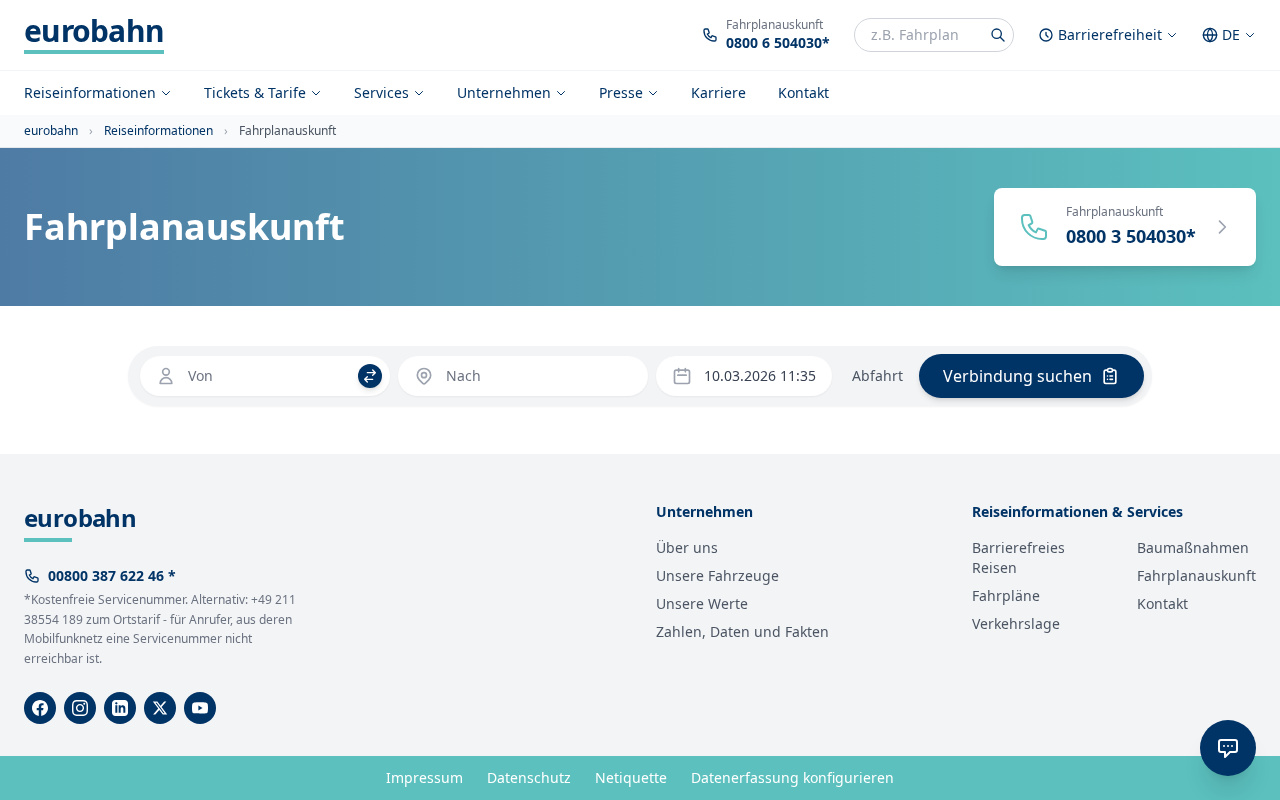 eurobahn
Fahrplanauskunft
0800 6 504030*
z.B. Fahrplan
Barrierefreiheit
DE
Reiseinformationen
Tickets & Tarife
Services
Unternehmen
Presse
Karriere
Kontakt
eurobahn › Reiseinformationen › Fahrplanauskunft
Fahrplanauskunft
Fahrplanauskunft
0800 3 504030*
Von
Nach
10.03.2026 11:35
Abfahrt
Verbindung suchen
eurobahn
00800 387 622 46 *
*Kostenfreie Servicenummer. Alternativ: +49 211
38554 189 zum Ortstarif - für Anrufer, aus deren
Mobilfunknetz eine Servicenummer nicht
erreichbar ist.
Unternehmen
Über uns
Unsere Fahrzeuge
Unsere Werte
Zahlen, Daten und Fakten
Reiseinformationen & Services
Barrierefreies
Reisen
Fahrpläne
Verkehrslage
Baumaßnahmen
Fahrplanauskunft
Kontakt
Impressum
Datenschutz
Netiquette
Datenerfassung konfigurieren